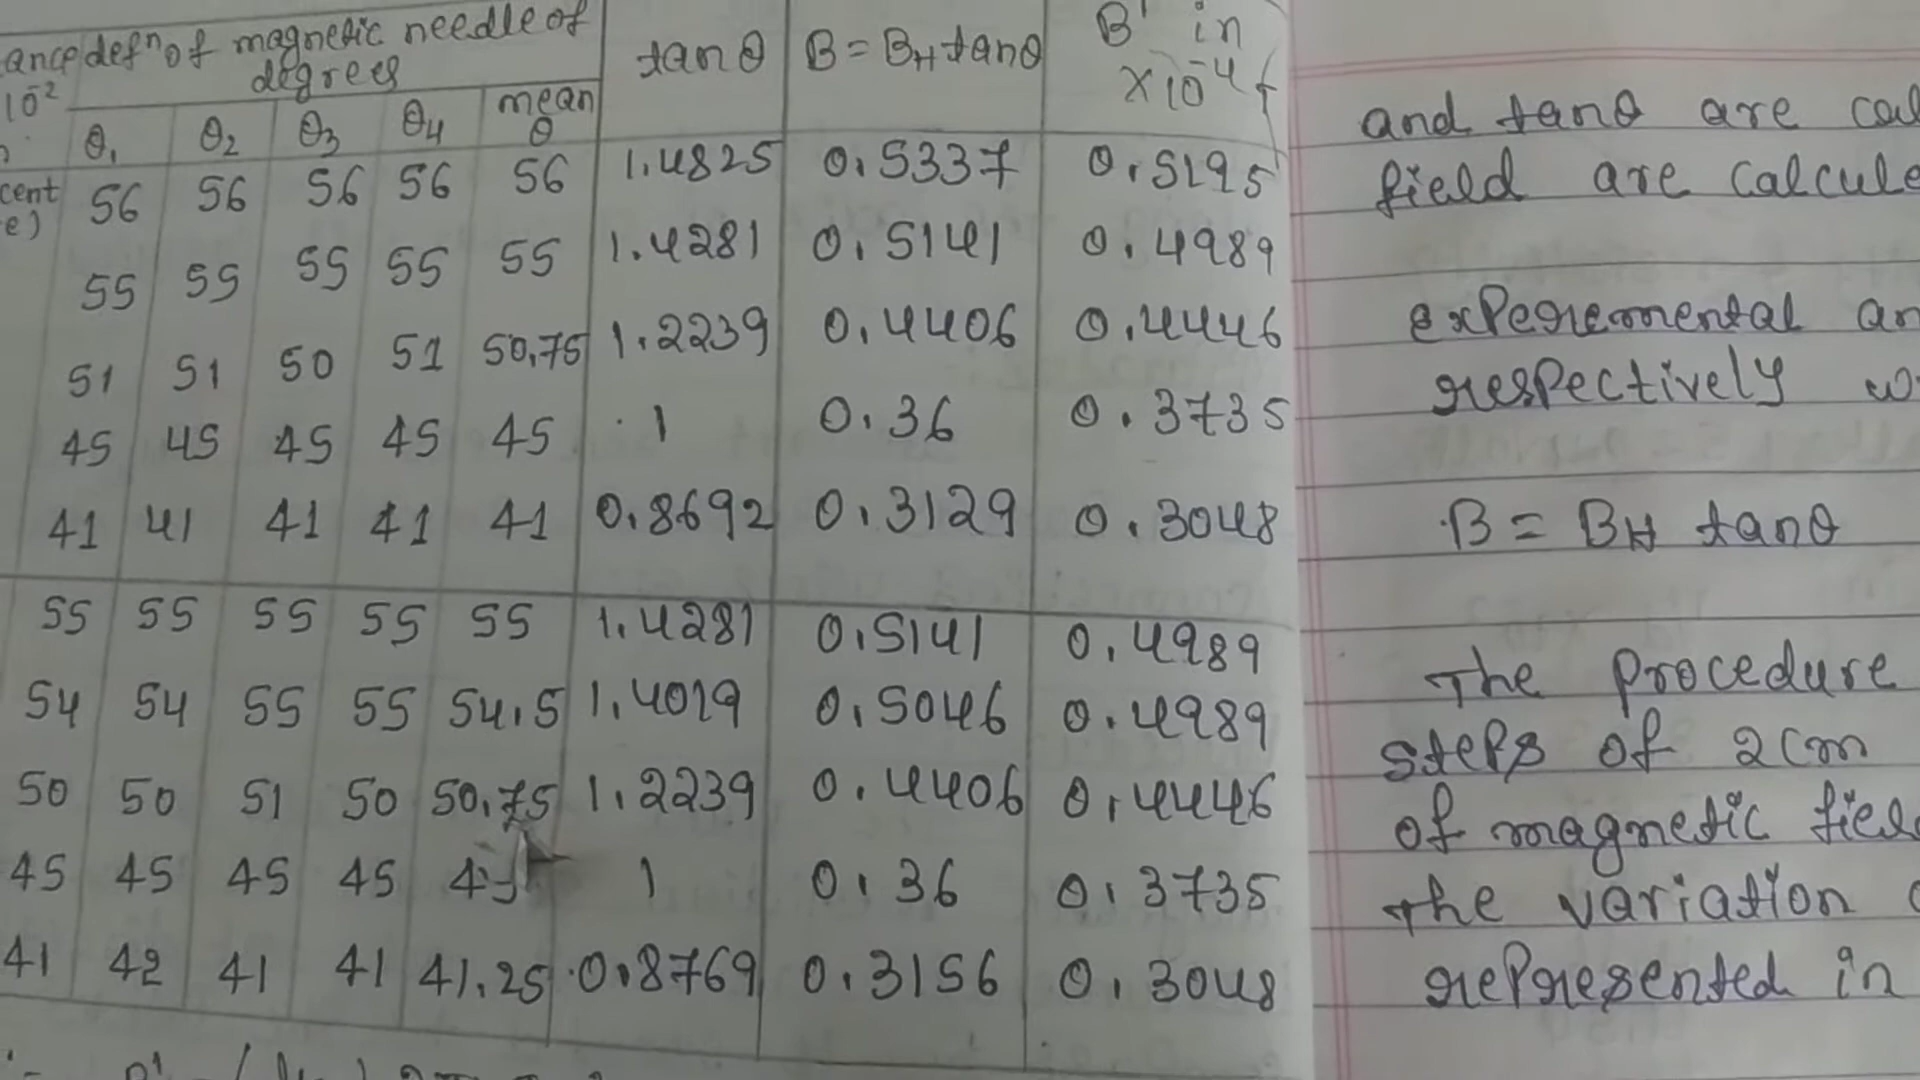 ance defⁿ of magnetic needle of
10⁻² degrees
tanθ B = BH tanθ B' in
×10⁻⁴
θ₁ θ₂ θ₃ θ₄ mean θ
cent 56 56 56 56 56 1.4825 0.5337 0.5195
e)
55 55 55 55 55 1.4281 0.5141 0.4989
51 51 50 51 50.75 1.2239 0.4406 0.4446
45 45 45 45 45 1 0.36 0.3735
41 41 41 41 41 0.8692 0.3129 0.3048
55 55 55 55 55 1.4281 0.5141 0.4989
54 54 55 55 54.5 1.4019 0.5046 0.4989
50 50 51 50 50.75 1.2239 0.4406 0.4446
45 45 45 45 45 1 0.36 0.3735
41 42 41 41 41.25 0.8769 0.3156 0.3048
and tanθ are cal
field are calcule
experemental an
respectively w
B = BH tanθ
The procedure
steps of 2cm
of magnetic fiel
the variation
represented in